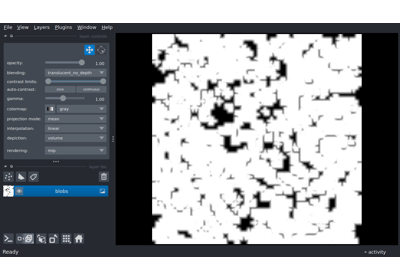 File View Layers Plugins Window Help
opacity: 1.00
blending: translucent_no_depth
contrast limits:
auto-contrast: once continuous
gamma: 1.00
colormap: gray
projection mode: mean
interpolation: linear
depiction: volume
rendering: mip
blobs
Ready
activity